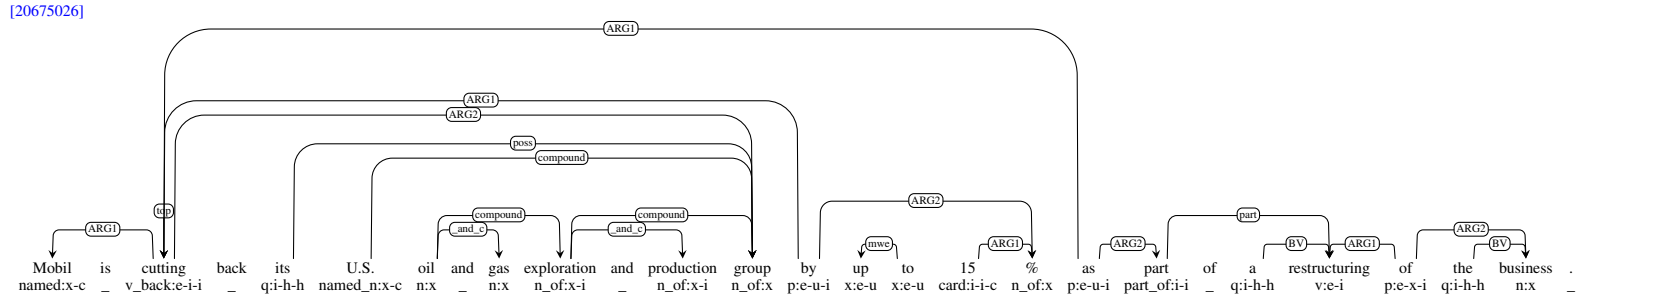 [20675026]
ARG1
ARG1
ARG2
poss
compound
ARG2
top
compound compound part
ARG1 _and_c _and_c ARG2
mwe ARG1 ARG2 BV ARG1 BV
Mobil is cutting back its U.S. oil and gas exploration and production group by up to 15 % as part of a restructuring of the business .
named:x-c _ v_back:e-i-i _ q:i-h-h named_n:x-c n:x _ n:x n_of:x-i _ n_of:x-i n_of:x p:e-u-i x:e-u x:e-u card:i-i-c n_of:x p:e-u-i part_of:i-i _ q:i-h-h v:e-i p:e-x-i q:i-h-h n:x _